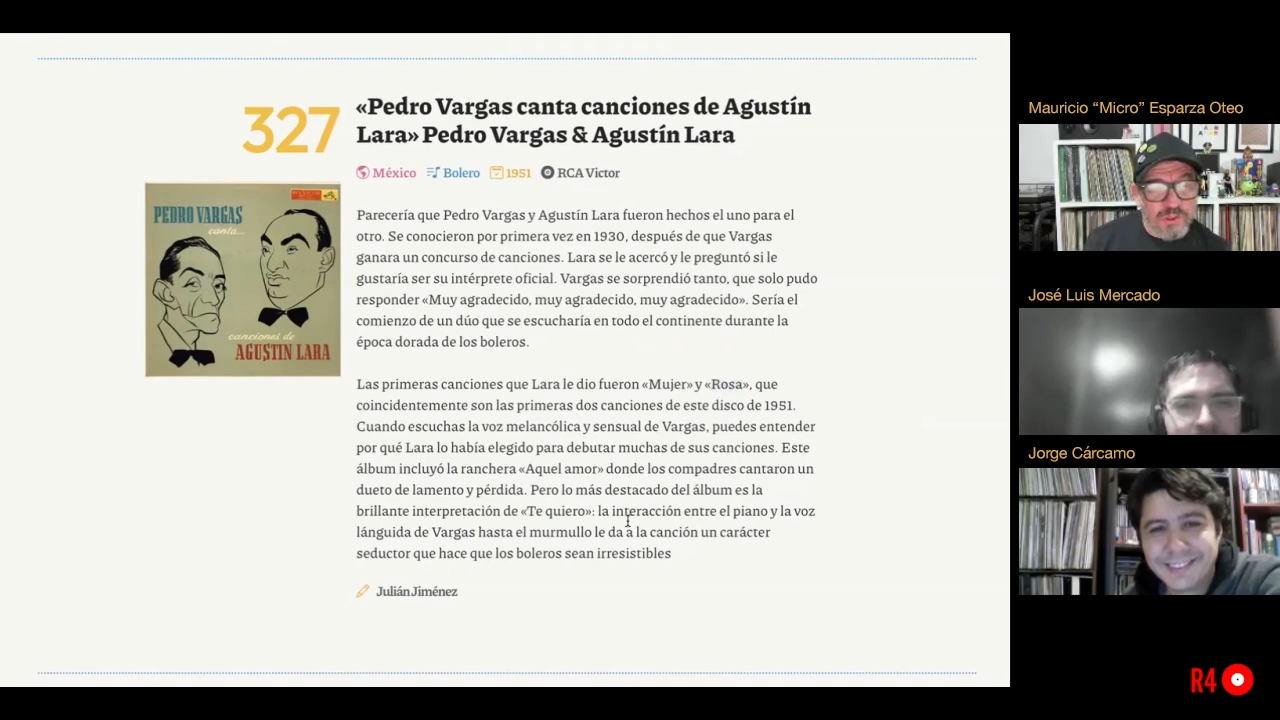 327
«Pedro Vargas canta canciones de Agustín
Lara» Pedro Vargas & Agustín Lara
México Bolero 1951 RCA Victor
PEDRO VARGAS
canta...
canciones de
AGUSTIN LARA
Parecería que Pedro Vargas y Agustín Lara fueron hechos el uno para el
otro. Se conocieron por primera vez en 1930, después de que Vargas
ganara un concurso de canciones. Lara se le acercó y le preguntó si le
gustaría ser su intérprete oficial. Vargas se sorprendió tanto, que solo pudo
responder «Muy agradecido, muy agradecido, muy agradecido». Sería el
comienzo de un dúo que se escucharía en todo el continente durante la
época dorada de los boleros.
Las primeras canciones que Lara le dio fueron «Mujer» y «Rosa», que
coincidentemente son las primeras dos canciones de este disco de 1951.
Cuando escuchas la voz melancólica y sensual de Vargas, puedes entender
por qué Lara lo había elegido para debutar muchas de sus canciones. Este
álbum incluyó la ranchera «Aquel amor» donde los compadres cantaron un
dueto de lamento y pérdida. Pero lo más destacado del álbum es la
brillante interpretación de «Te quiero»: la interacción entre el piano y la voz
lánguida de Vargas hasta el murmullo le da a la canción un carácter
seductor que hace que los boleros sean irresistibles
Julián Jiménez
Mauricio “Micro” Esparza Oteo
José Luis Mercado
Jorge Cárcamo
R4